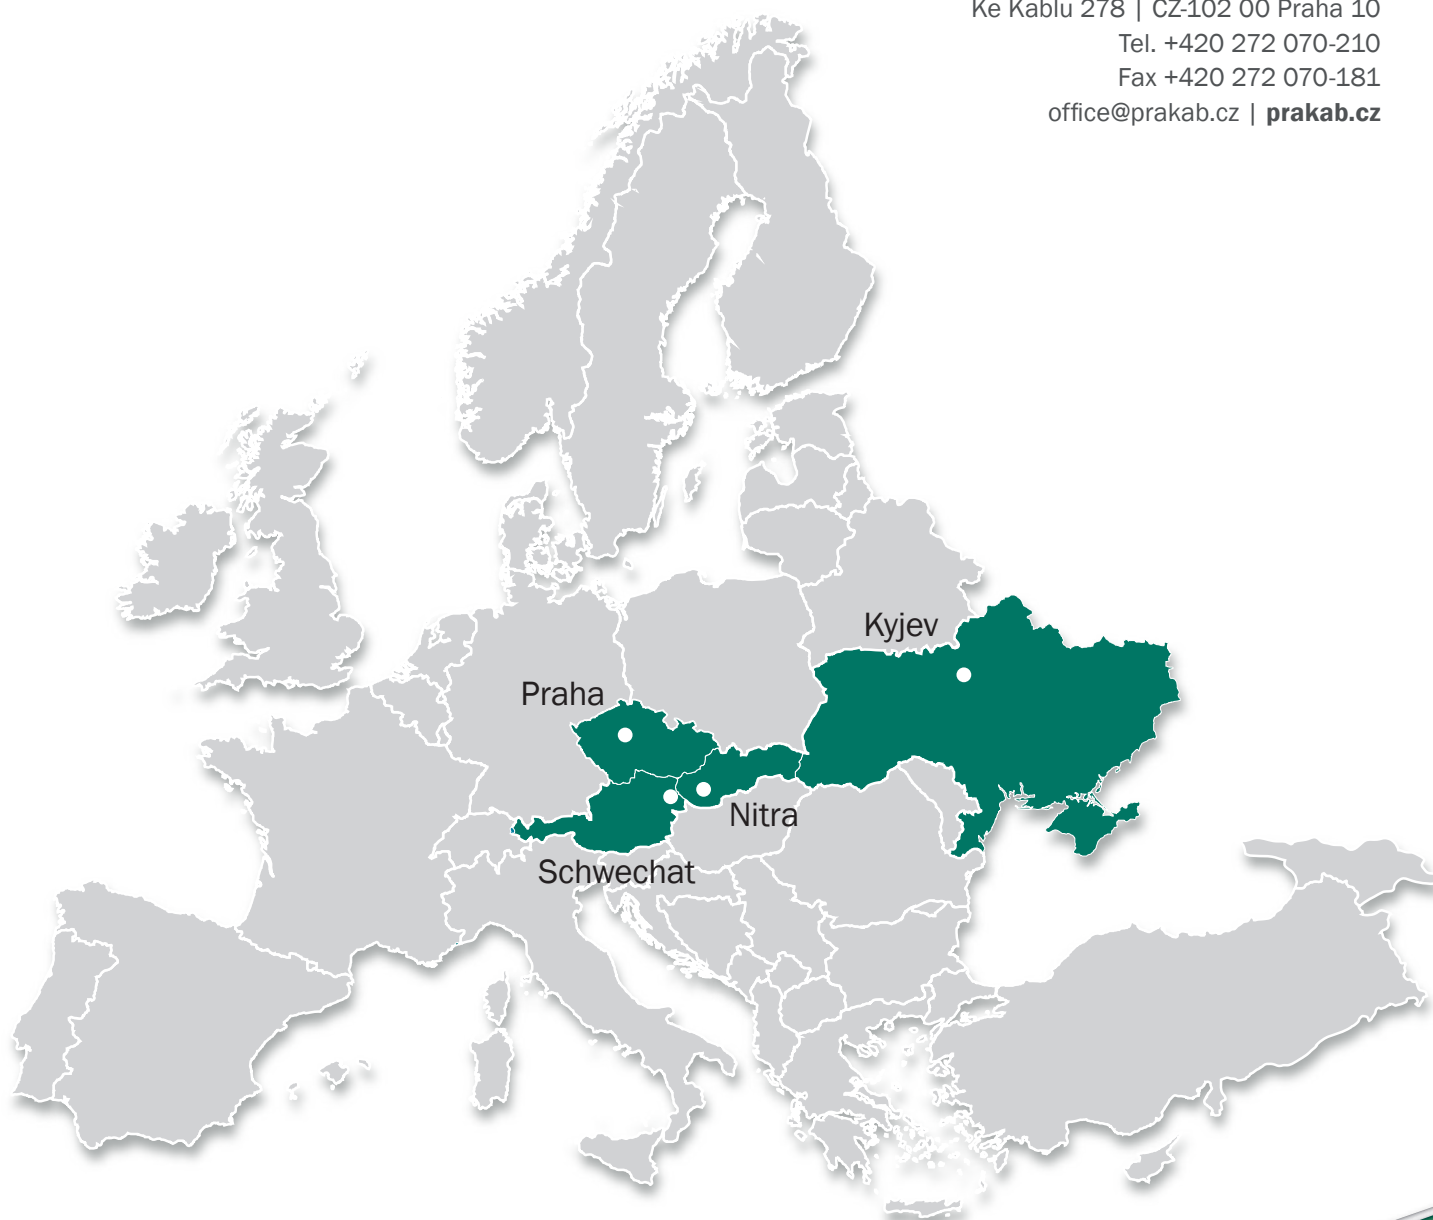 Ke Kablu 278 | CZ-102 00 Praha 10
Tel. +420 272 070-210
Fax +420 272 070-181
office@prakab.cz | prakab.cz
Kyjev
Praha
Nitra
Schwechat